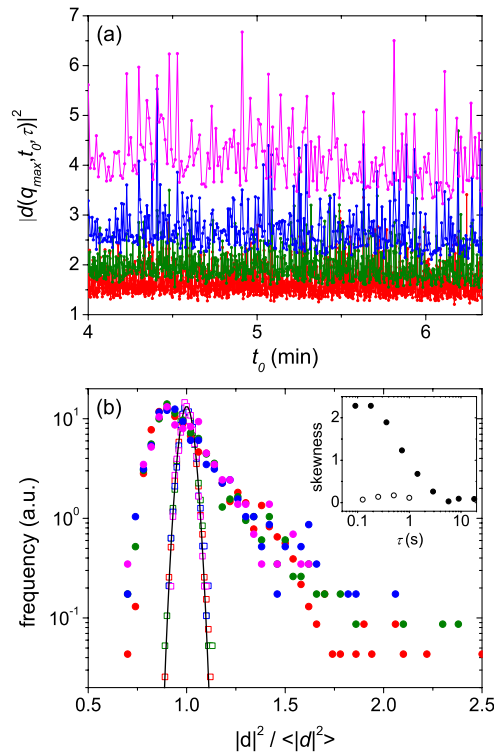 (a)
|d(q_max, t_0, τ)|^2
7
6
5
4
3
2
1
4 5 6
t_0 (min)
(b)
frequency (a.u.)
10^1
10^0
10^-1
skewness
2
1
0
0.1 1 10
τ (s)
0.5 1.0 1.5 2.0 2.5
|d|^2 / <|d|^2>